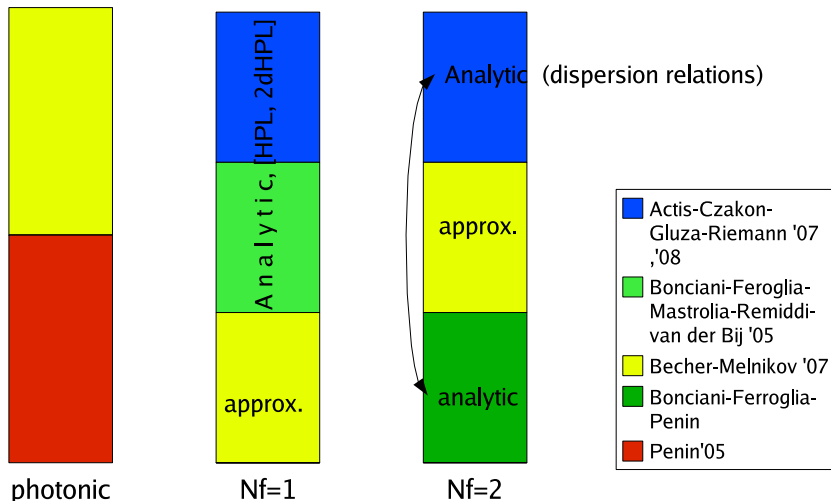 Analytic, [HPL, 2dHPL]
approx.
Analytic (dispersion relations)
approx.
analytic
photonic
Nf=1
Nf=2
Actis-Czakon-
Gluza-Riemann '07
,'08
Bonciani-Feroglia-
Mastrolia-Remiddi-
van der Bij '05
Becher-Melnikov '07
Bonciani-Ferroglia-
Penin
Penin'05